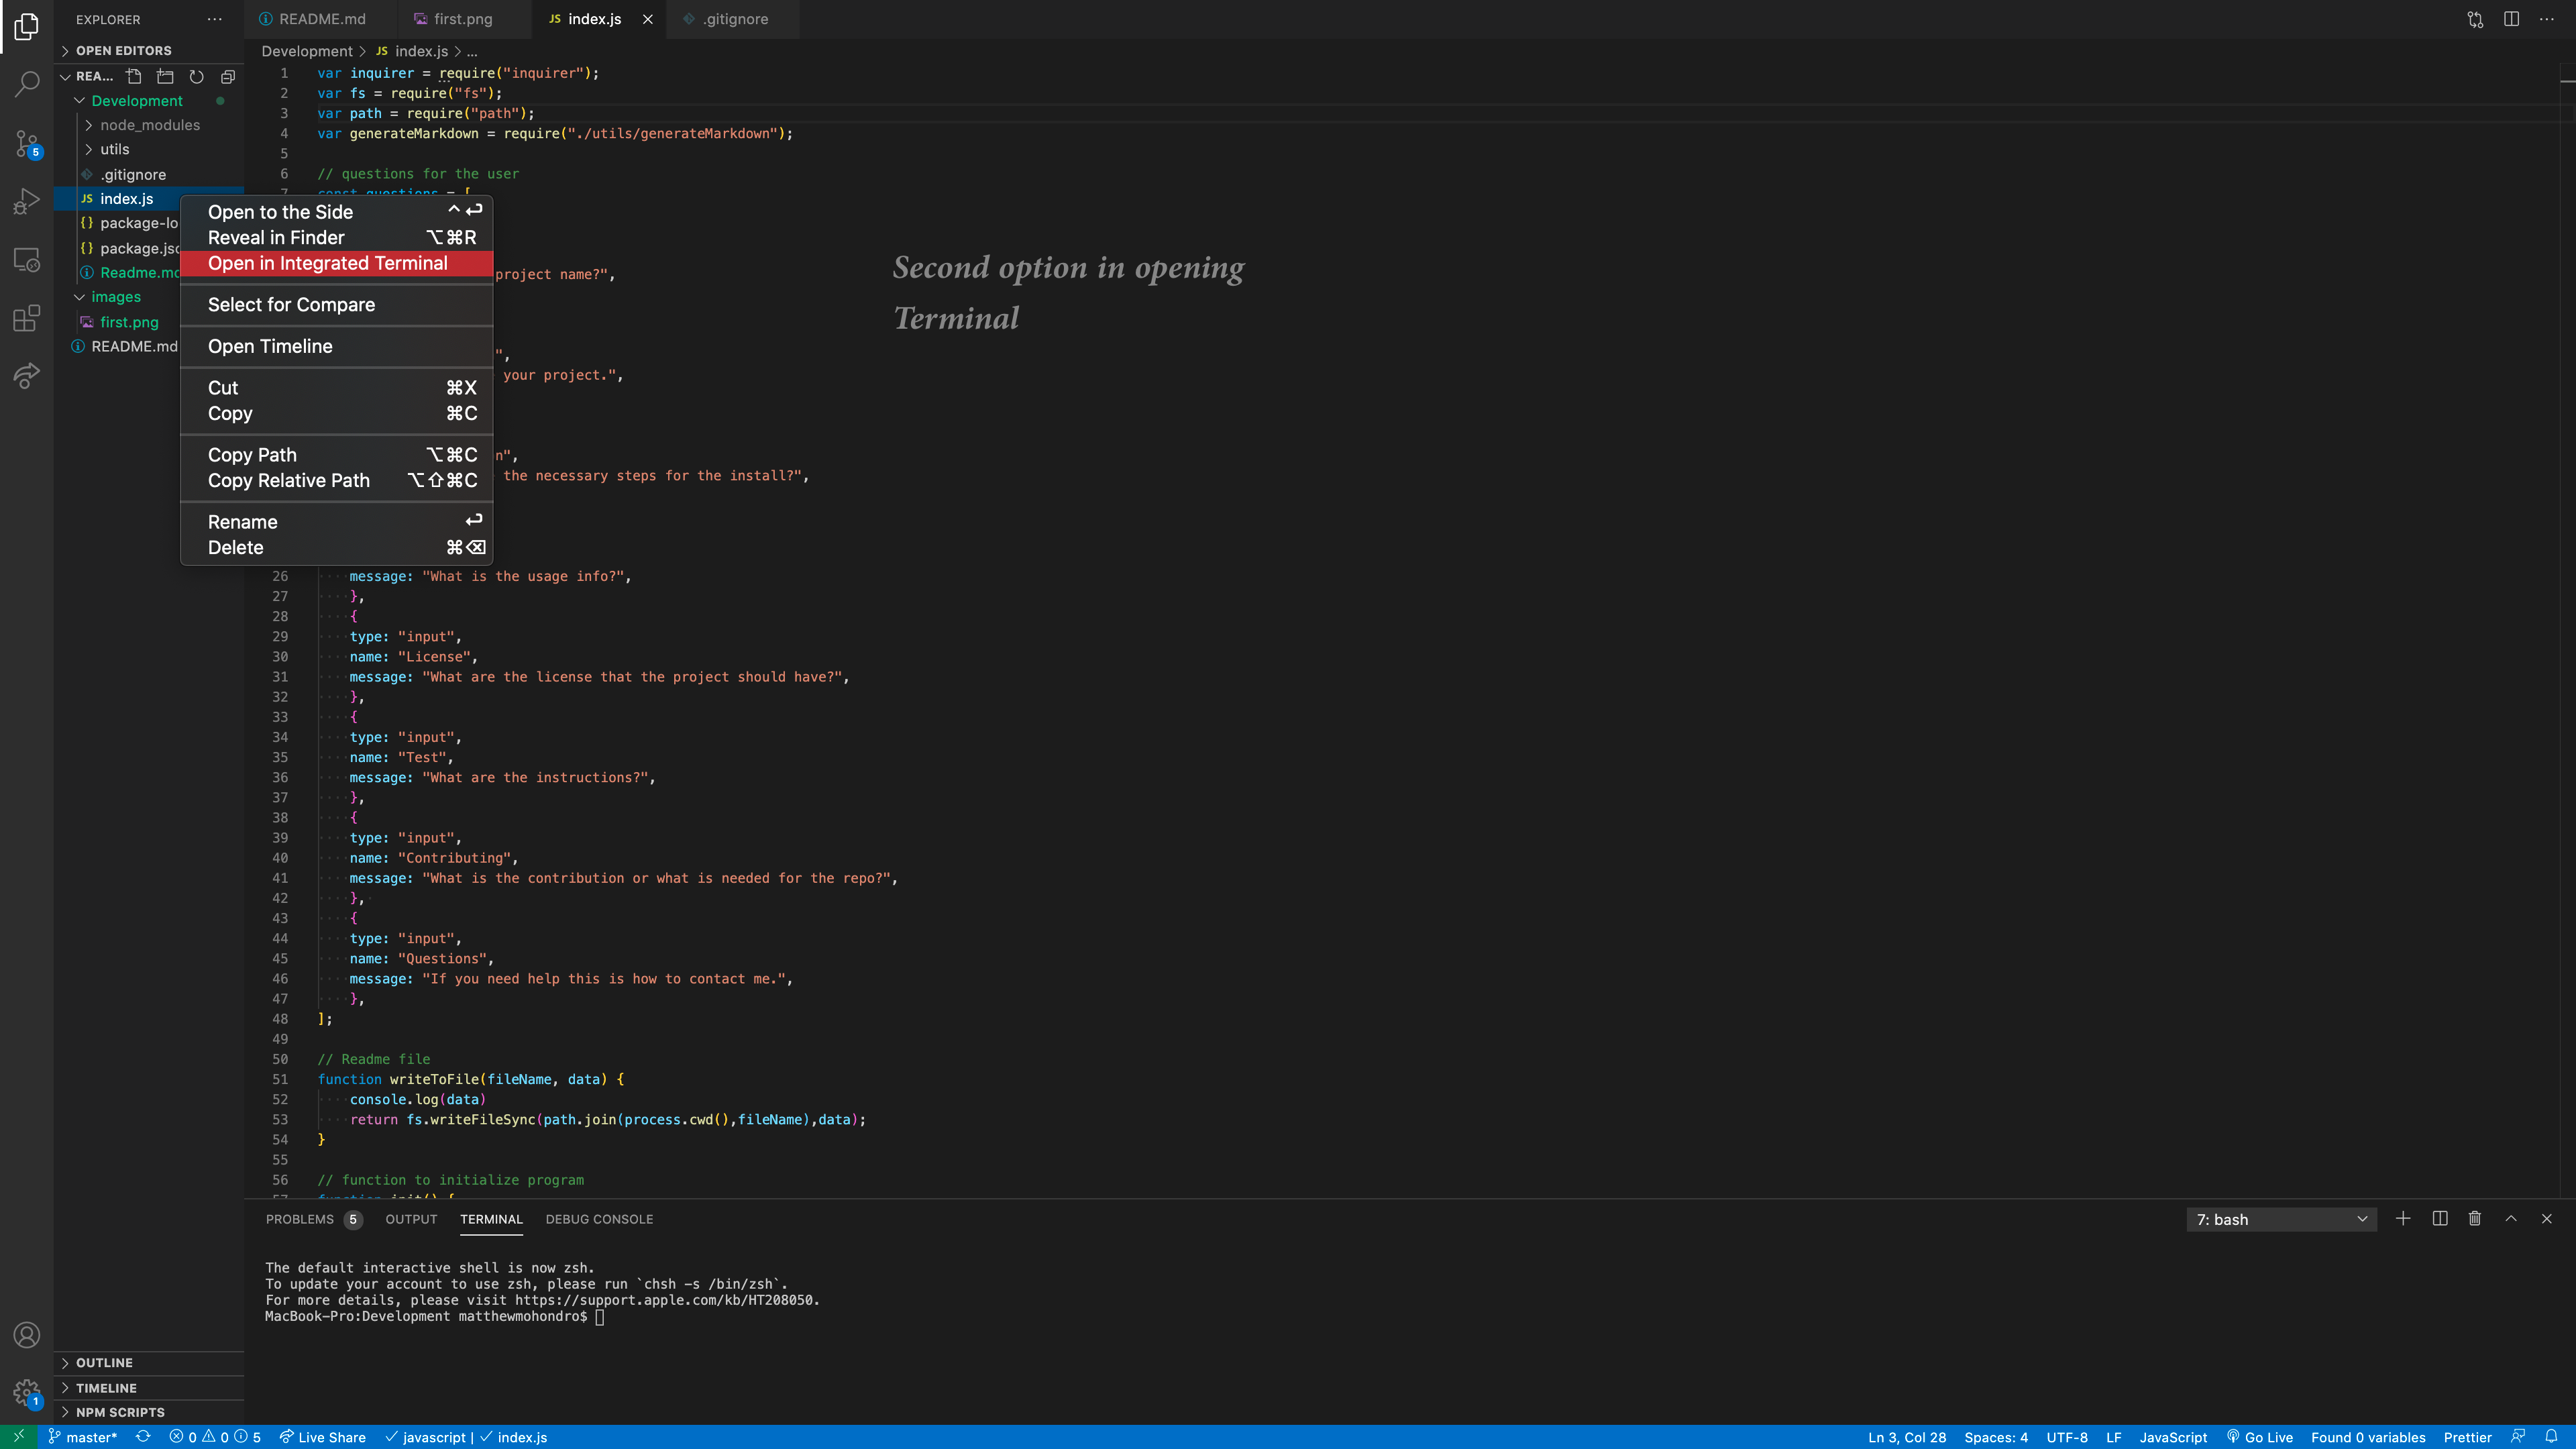 EXPLORER
README.md
first.png
JS index.js
.gitignore
OPEN EDITORS
Development > JS index.js > ...
REA...
Development
node_modules
utils
.gitignore
JS index.js
package-lo
package.jso
Readme.md
images
first.png
README.md
5
1 var inquirer = require("inquirer");
2 var fs = require("fs");
3 var path = require("path");
4 var generateMarkdown = require("./utils/generateMarkdown");
5
6 // questions for the user
7 const questions = [
Open to the Side
Reveal in Finder ⌥⌘R
Open in Integrated Terminal
Select for Compare
Open Timeline
Cut ⌘X
Copy ⌘C
Copy Path ⌥⌘C
Copy Relative Path ⌥⇧⌘C
Rename
Delete ⌘⌫
project name?",
",
your project.",
n",
the necessary steps for the install?",
Second option in opening
Terminal
26 message: "What is the usage info?",
27 },
28 {
29 type: "input",
30 name: "License",
31 message: "What are the license that the project should have?",
32 },
33 {
34 type: "input",
35 name: "Test",
36 message: "What are the instructions?",
37 },
38 {
39 type: "input",
40 name: "Contributing",
41 message: "What is the contribution or what is needed for the repo?",
42 },
43 {
44 type: "input",
45 name: "Questions",
46 message: "If you need help this is how to contact me.",
47 },
48 ];
49
50 // Readme file
51 function writeToFile(fileName, data) {
52 console.log(data)
53 return fs.writeFileSync(path.join(process.cwd(),fileName),data);
54 }
55
56 // function to initialize program
57 function init() {
PROBLEMS 5 OUTPUT TERMINAL DEBUG CONSOLE
7: bash
The default interactive shell is now zsh.
To update your account to use zsh, please run `chsh -s /bin/zsh`.
For more details, please visit https://support.apple.com/kb/HT208050.
MacBook-Pro:Development matthewmohondro$
OUTLINE
TIMELINE
NPM SCRIPTS
1
master* 0 0 5 Live Share javascript | index.js
Ln 3, Col 28 Spaces: 4 UTF-8 LF JavaScript Go Live Found 0 variables Prettier